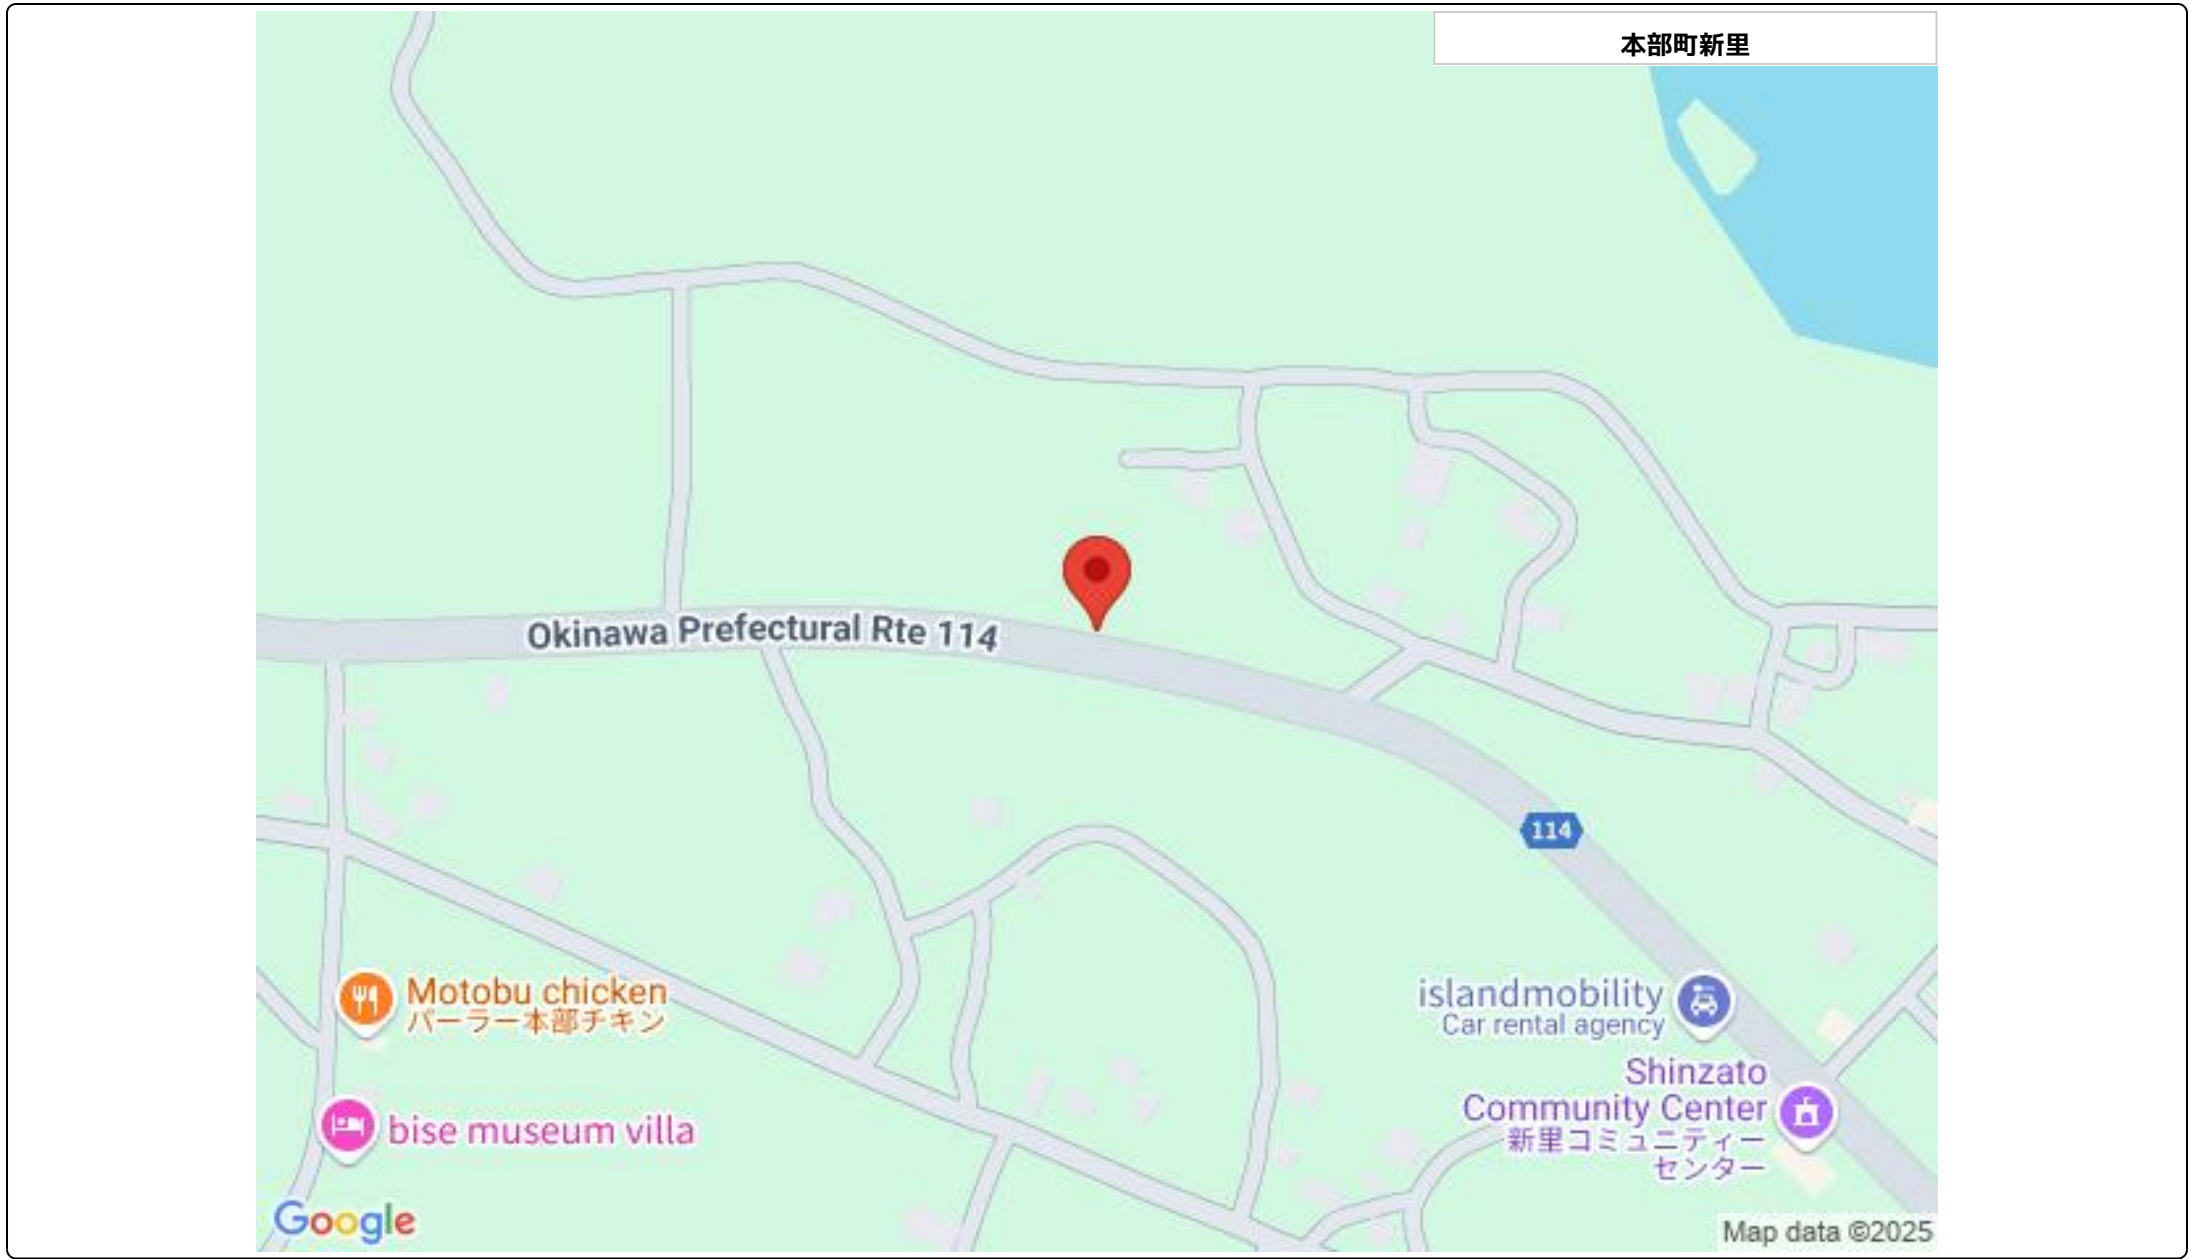 本部町新里
Okinawa Prefectural Rte 114
114
Motobu chicken
パーラー本部チキン
islandmobility
Car rental agency
Shinzato
Community Center
新里コミュニティー
センター
bise museum villa
Google
Map data ©2025